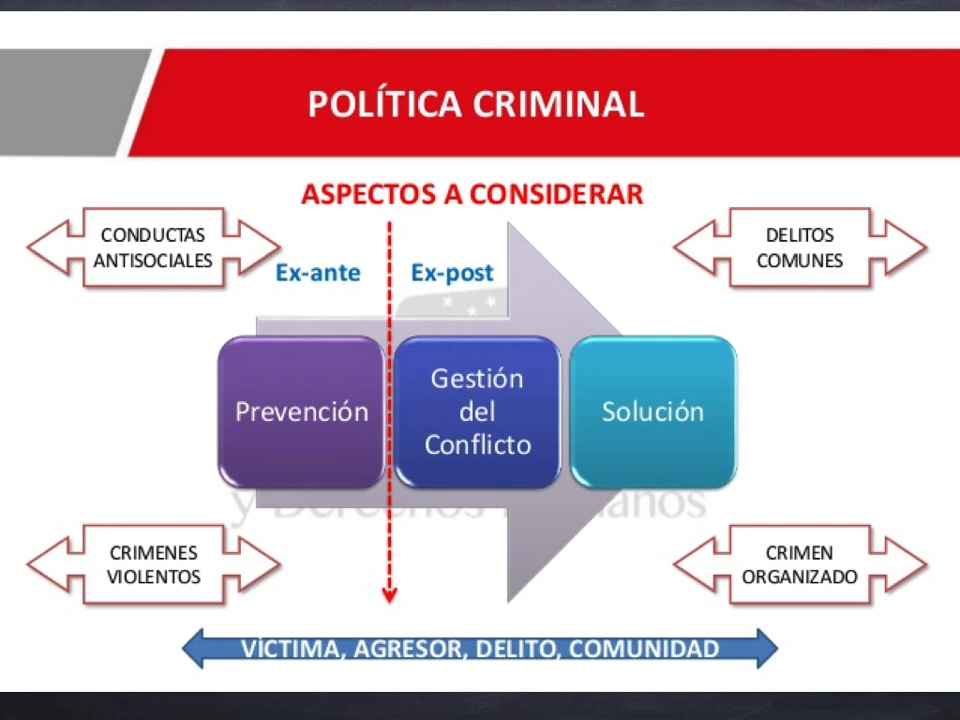 POLÍTICA CRIMINAL
ASPECTOS A CONSIDERAR
CONDUCTAS
ANTISOCIALES
DELITOS
COMUNES
Ex-ante
Ex-post
Prevención
Gestión
del
Conflicto
Solución
y Derechos
CRIMENES
VIOLENTOS
CRIMEN
ORGANIZADO
VÍCTIMA, AGRESOR, DELITO, COMUNIDAD